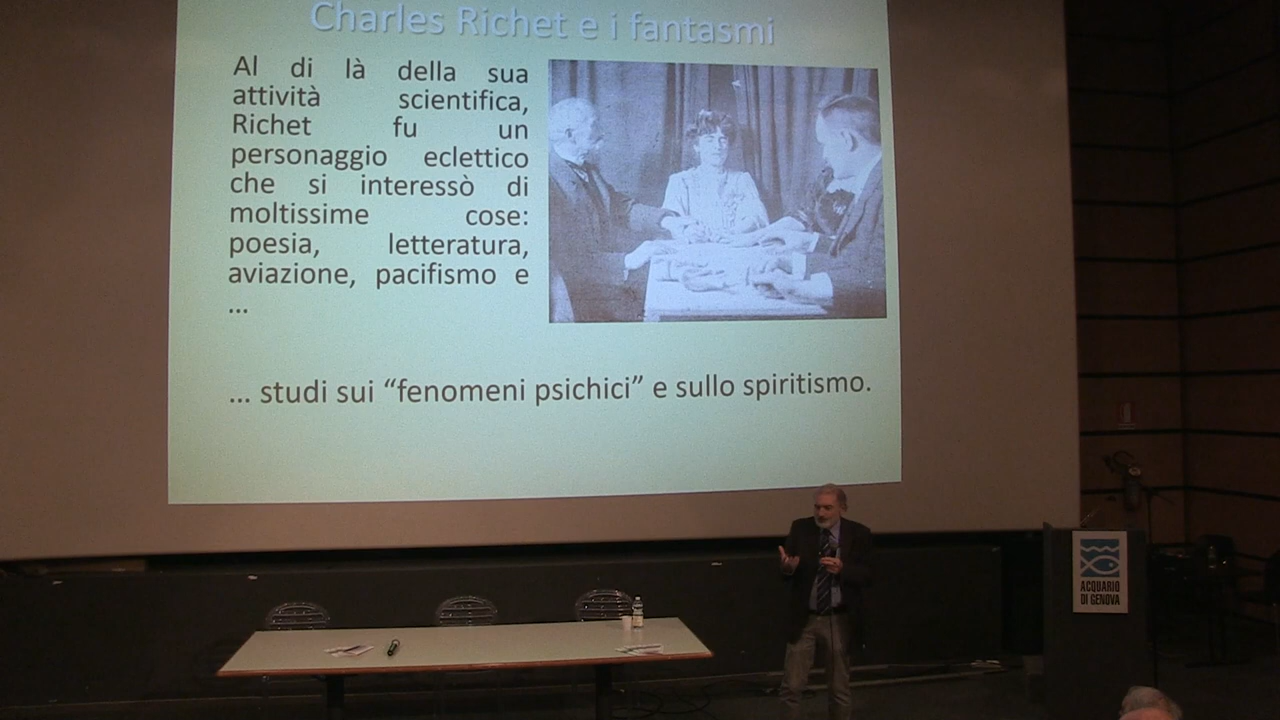 Charles Richet e i fantasmi
Al di là della sua
attività scientifica,
Richet fu un
personaggio eclettico
che si interessò di
moltissime cose:
poesia, letteratura,
aviazione, pacifismo e
...
... studi sui “fenomeni psichici” e sullo spiritismo.
ACQUARIO
DI GENOVA